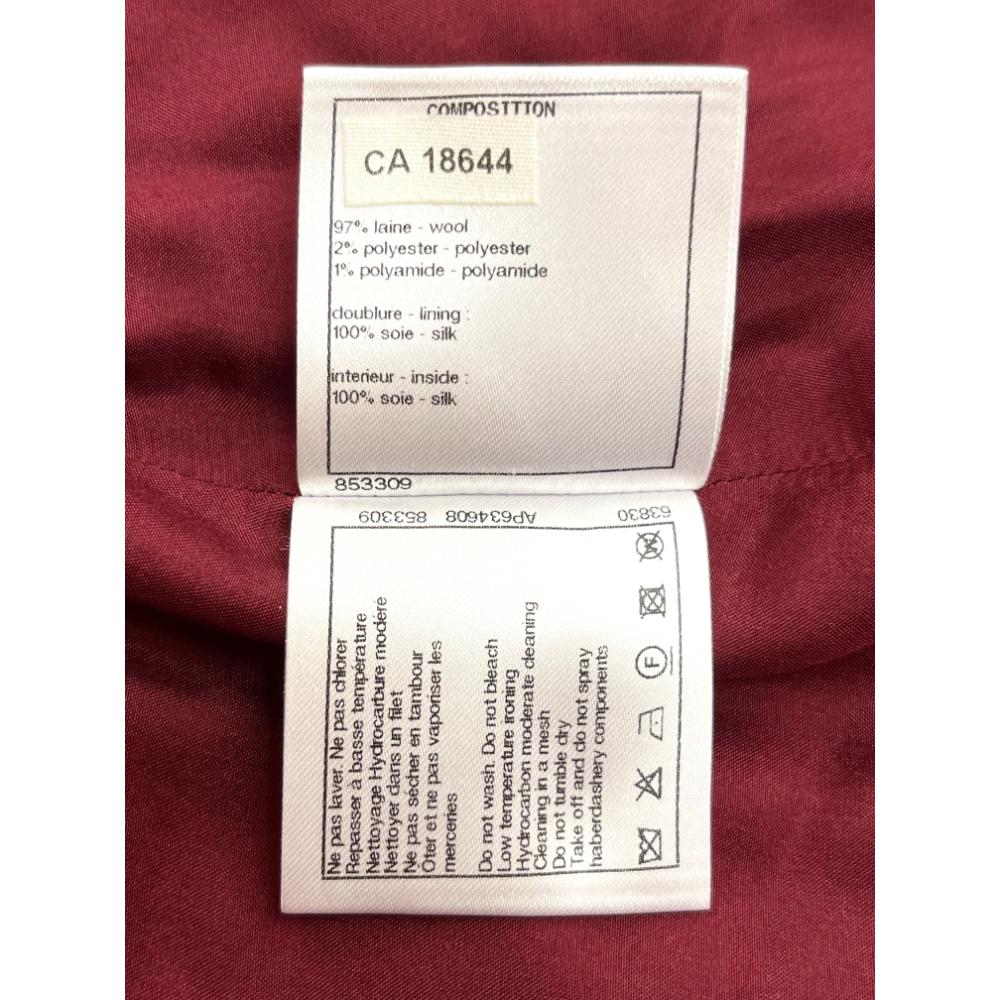 COMPOSITION
CA 18644
97% laine - wool
2% polyester - polyester
1% polyamide - polyamide
doublure - lining :
100% soie - silk
interieur - inside :
100% soie - silk
853309
63830 AP634608 853309
Ne pas laver. Ne pas chlorer
Repasser à basse température
Nettoyage Hydrocarbure modéré
Nettoyer dans un filet
Ne pas sécher en tambour
Oter et ne pas vaporiser les
merceries
Do not wash. Do not bleach
Low temperature ironing
Hydrocarbon moderate cleaning
Cleaning in a mesh
Do not tumble dry
Take off and do not spray
haberdashery components
F
W